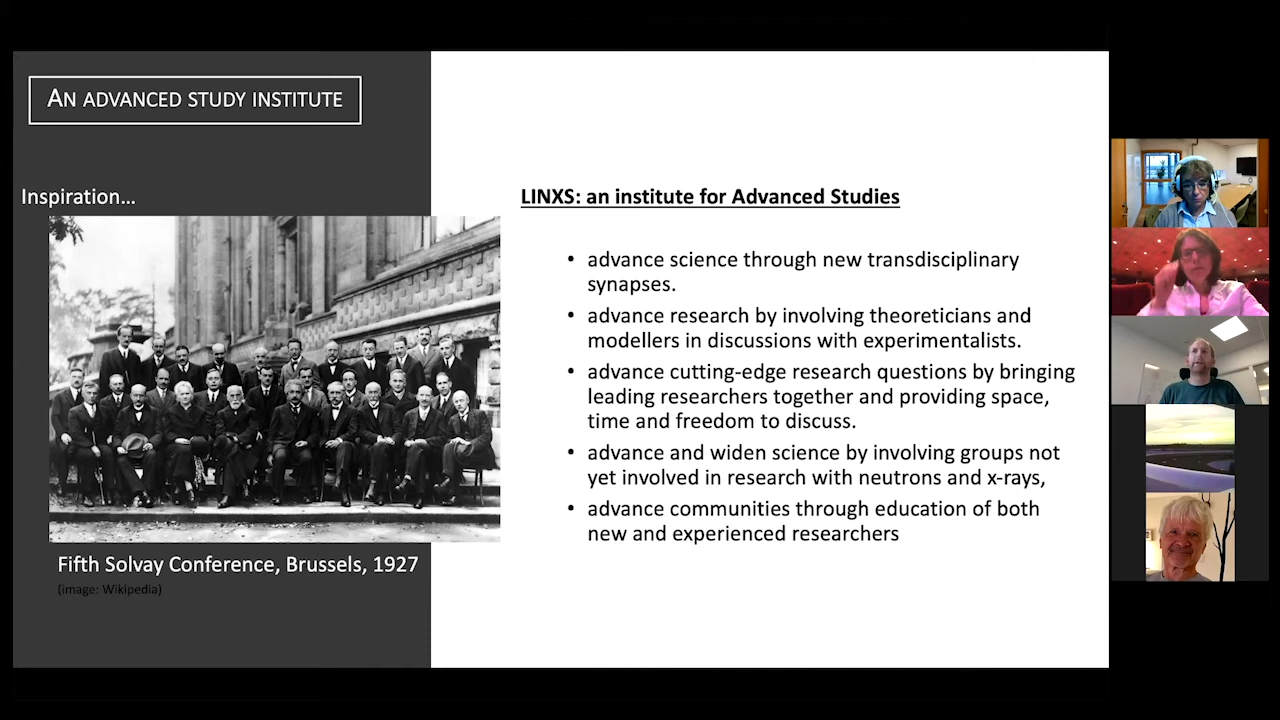 AN ADVANCED STUDY INSTITUTE
Inspiration...
Fifth Solvay Conference, Brussels, 1927
(image: Wikipedia)
LINXS: an institute for Advanced Studies
• advance science through new transdisciplinary
synapses.
• advance research by involving theoreticians and
modellers in discussions with experimentalists.
• advance cutting-edge research questions by bringing
leading researchers together and providing space,
time and freedom to discuss.
• advance and widen science by involving groups not
yet involved in research with neutrons and x-rays,
• advance communities through education of both
new and experienced researchers